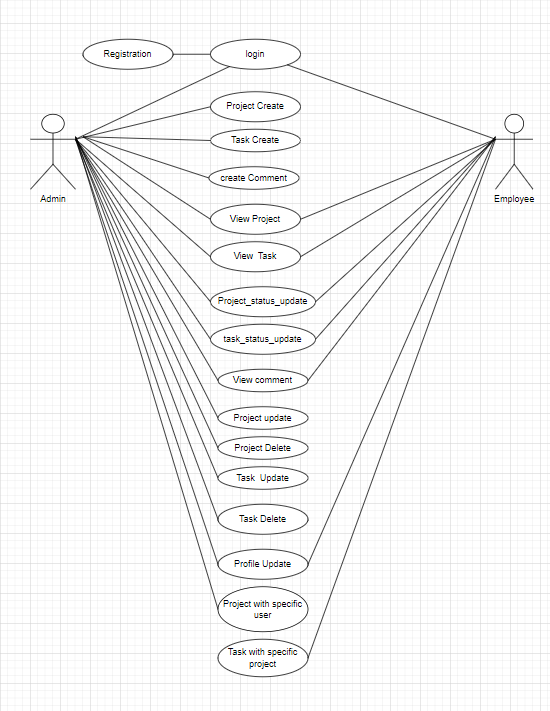 Registration
login
Project Create
Task Create
create Comment
Admin
Employee
View Project
View Task
Project_status_update
task_status_update
View comment
Project update
Project Delete
Task Update
Task Delete
Profile Update
Project with specific
user
Task with specific
project